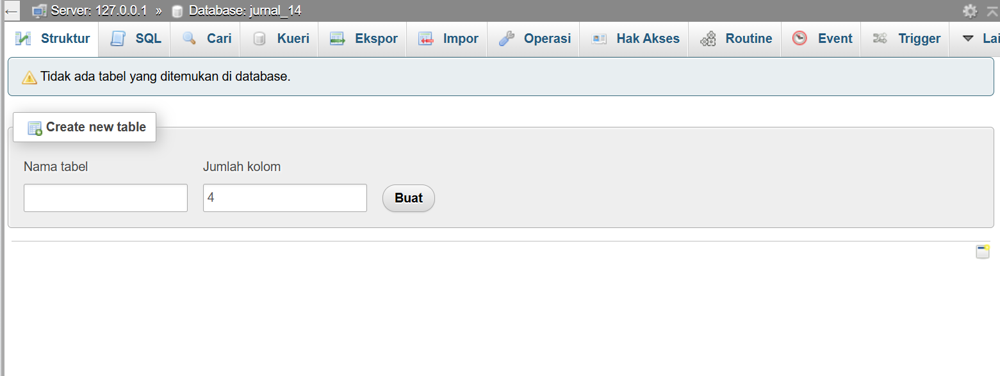 Server: 127.0.0.1 » Database: jurnal_14
Struktur SQL Cari Kueri Ekspor Impor Operasi Hak Akses Routine Event Trigger Lai
Tidak ada tabel yang ditemukan di database.
Create new table
Nama tabel Jumlah kolom
4 Buat